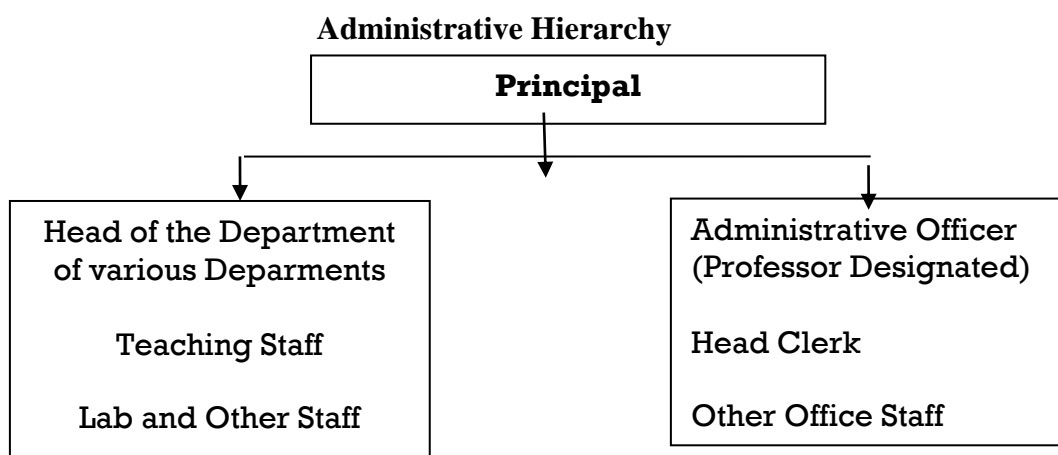 Administrative Hierarchy
Principal
Head of the Department
of various Deparments
Teaching Staff
Lab and Other Staff
Administrative Officer
(Professor Designated)
Head Clerk
Other Office Staff